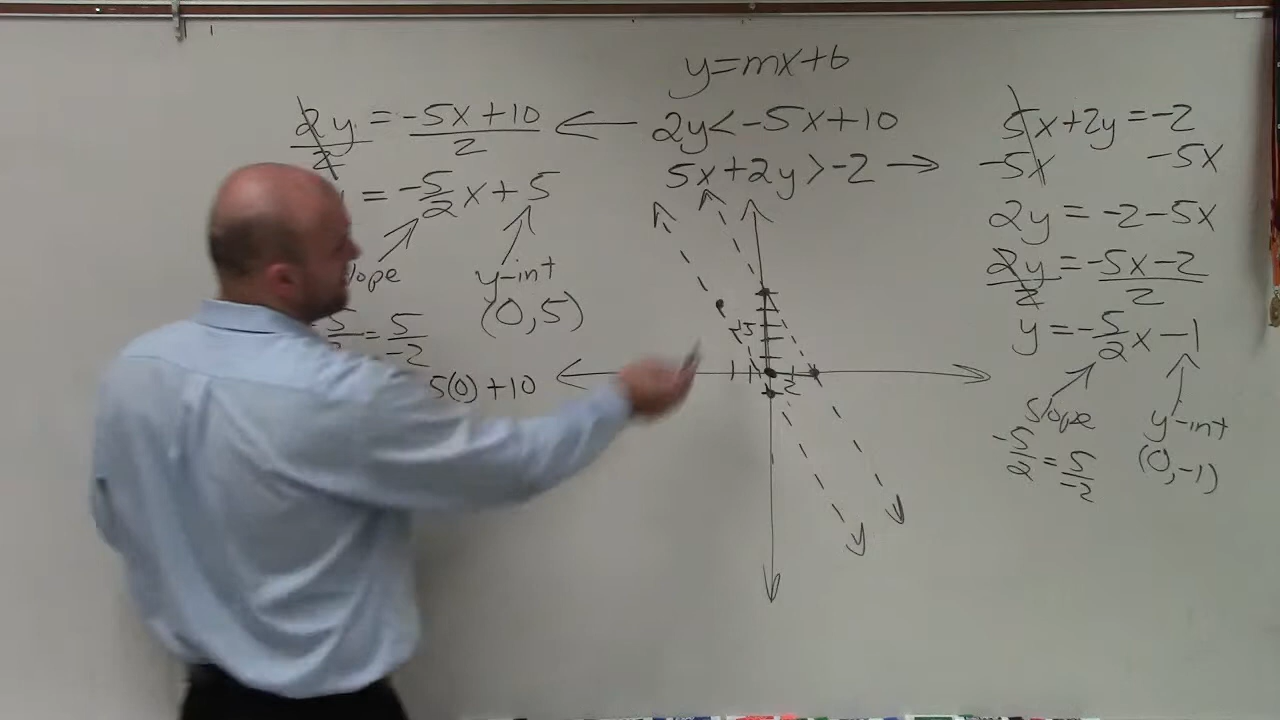 y=mx+b
2y = -5x+10
2 2
= -5/2 x + 5
y-int
(0,5)
= 5/-2
5(0)+10
2y<-5x+10
5x+2y>-2
2
5x+2y=-2
-5x -5x
2y = -2-5x
2y = -5x-2
2 2
y = -5/2 x -1
slope y-int
-5/2 = 5/-2 (0,-1)